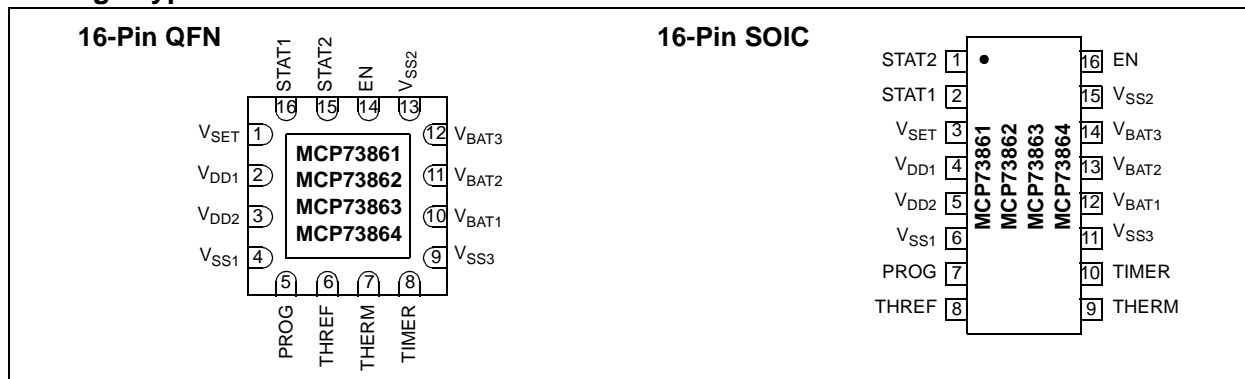 16-Pin QFN
STAT1
STAT2
EN
VSS2
16
15
14
13
VSET 1
VDD1 2
VDD2 3
VSS1 4
MCP73861
MCP73862
MCP73863
MCP73864
12 VBAT3
11 VBAT2
10 VBAT1
9 VSS3
5
6
7
8
PROG
THREF
THERM
TIMER
16-Pin SOIC
STAT2 1
STAT1 2
VSET 3
VDD1 4
VDD2 5
VSS1 6
PROG 7
THREF 8
MCP73861
MCP73862
MCP73863
MCP73864
16 EN
15 VSS2
14 VBAT3
13 VBAT2
12 VBAT1
11 VSS3
10 TIMER
9 THERM